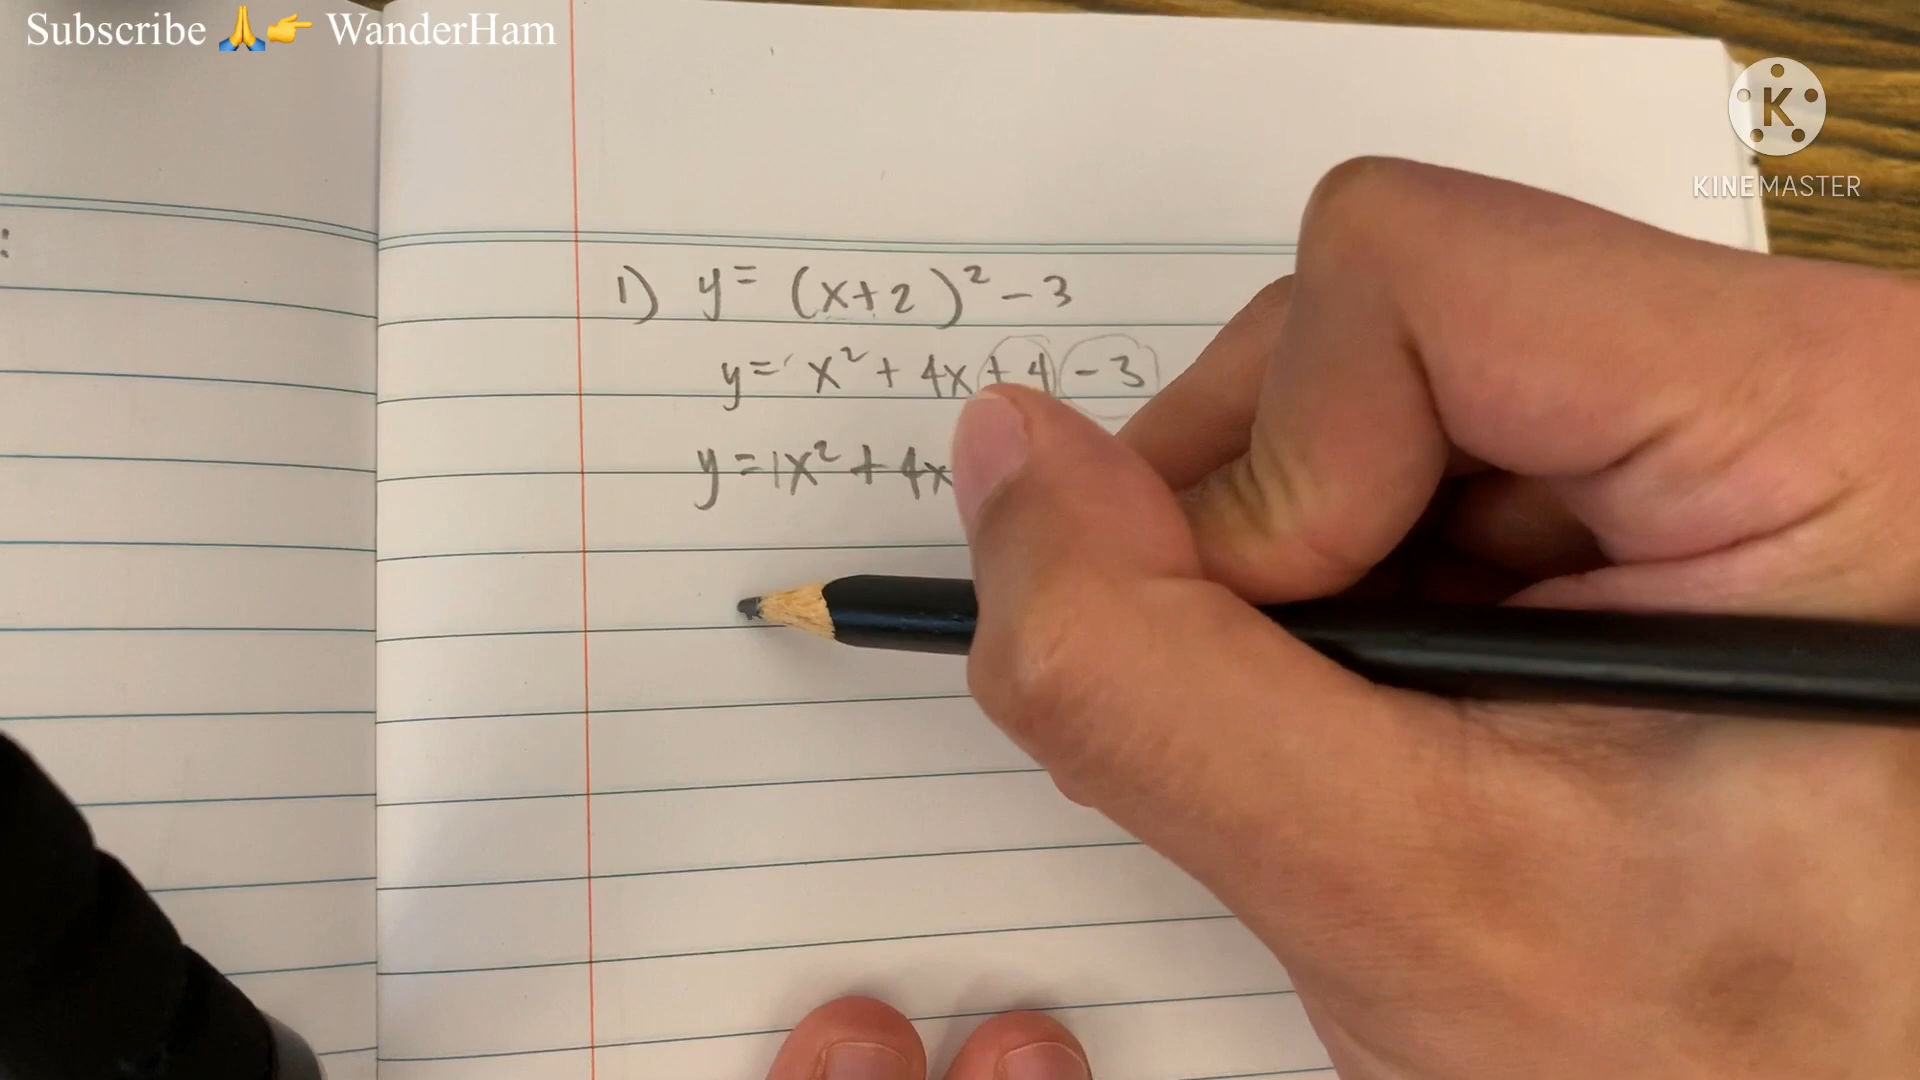 Subscribe 🙏👉 WanderHam
K
KINEMASTER
:
1) y = (x+2)² - 3
y = x² + 4x + 4 - 3
y = 1x² + 4x